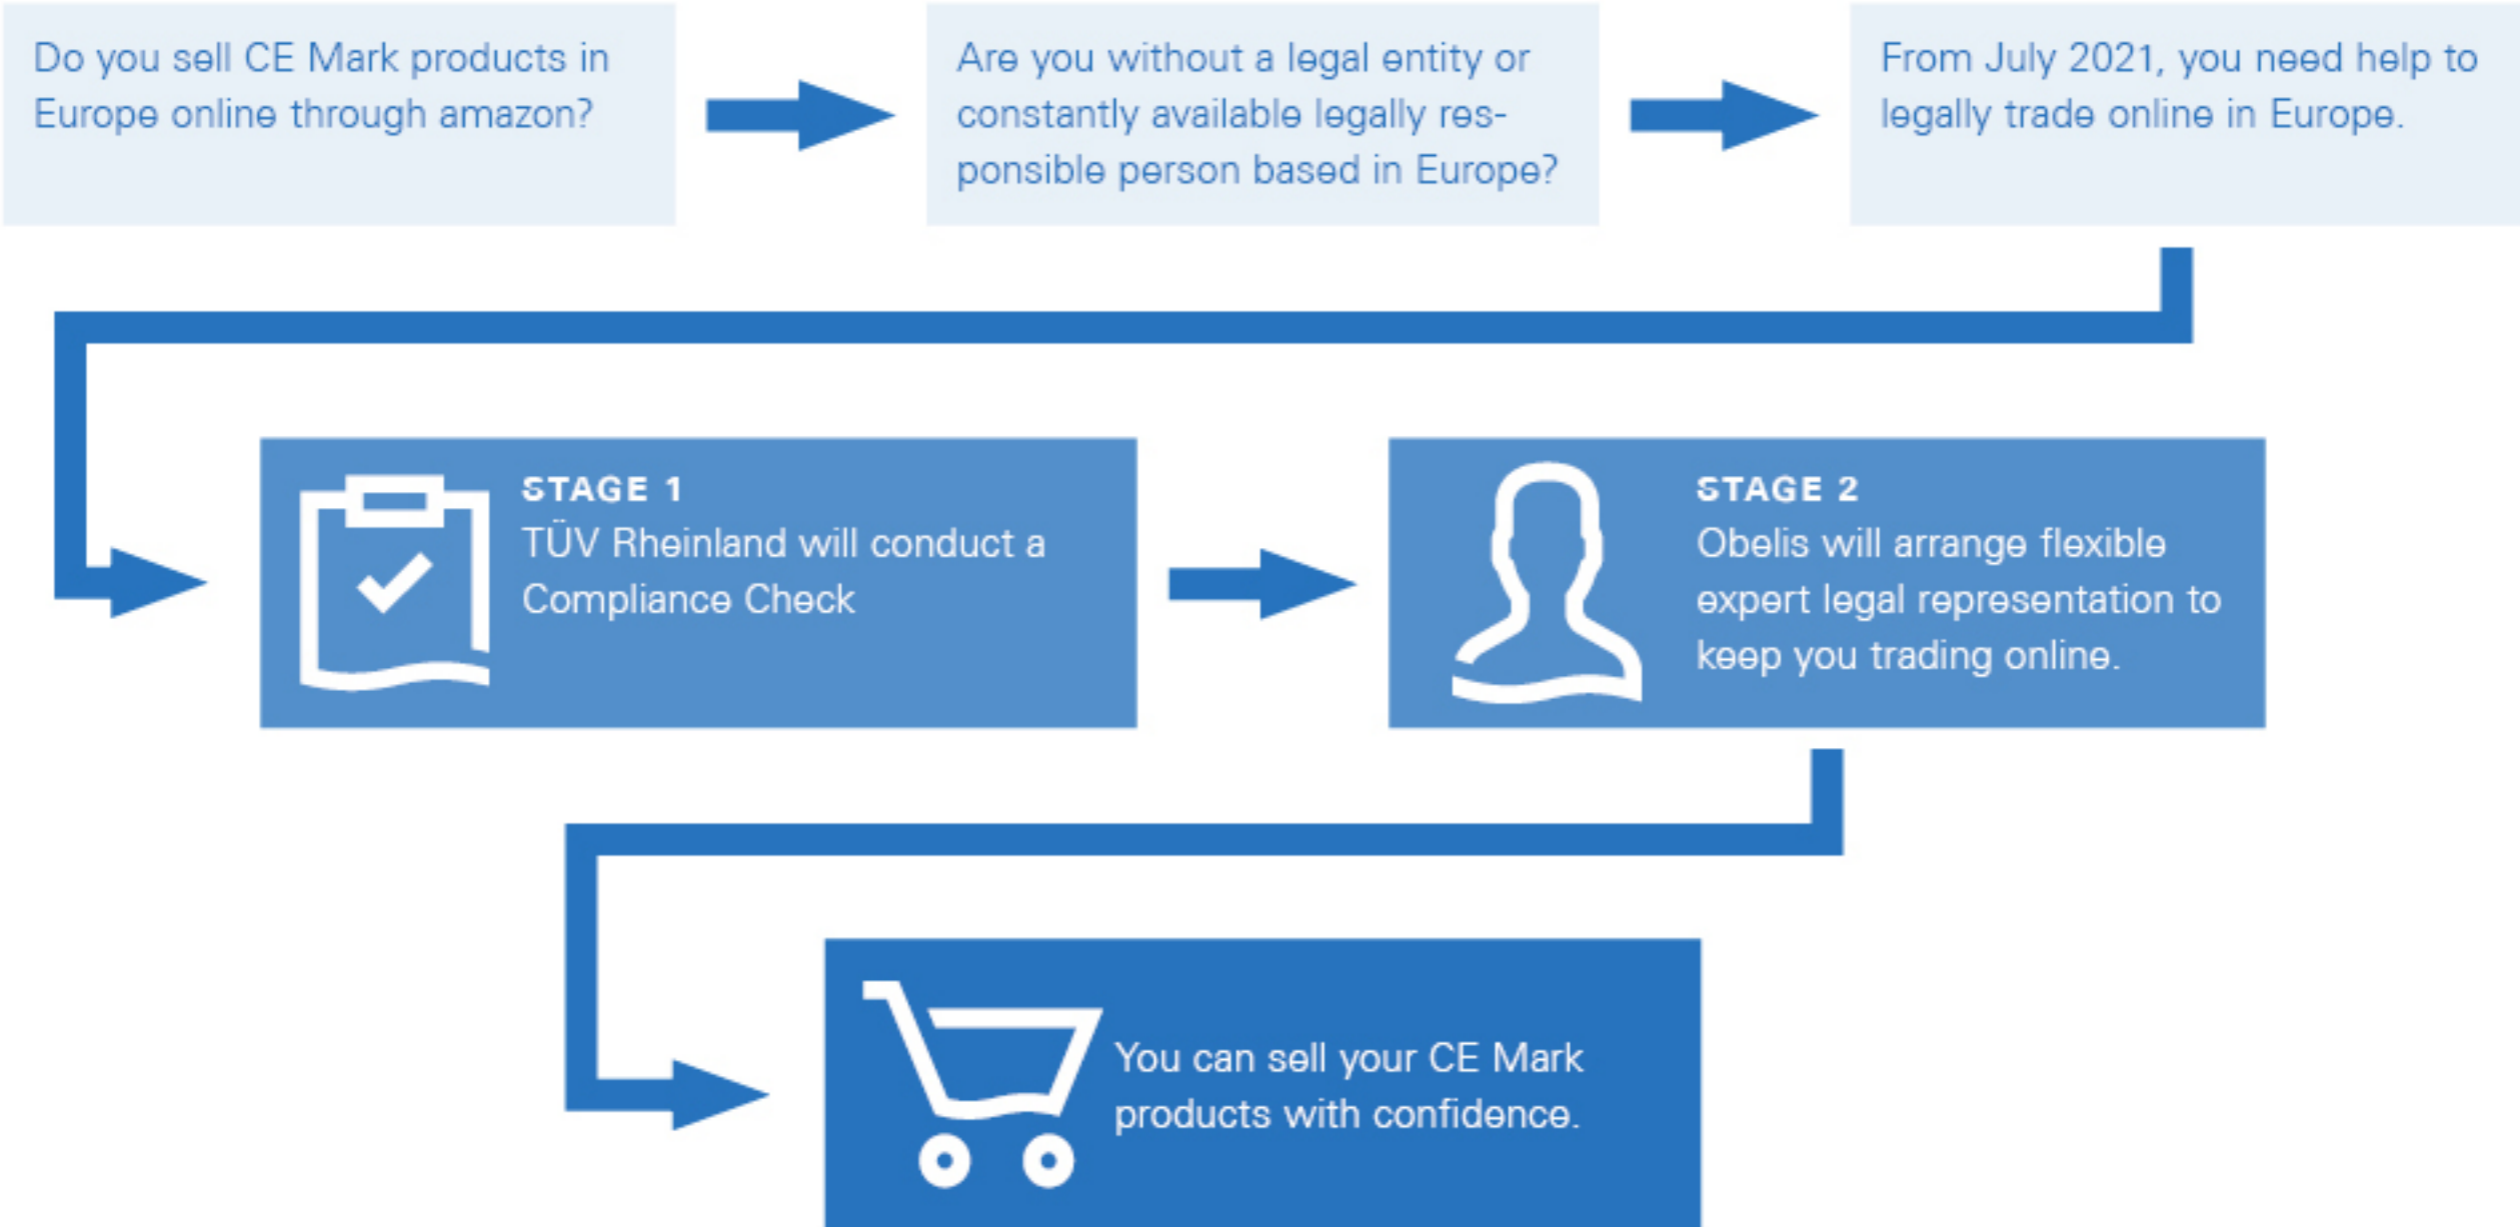 Do you sell CE Mark products in
Europe online through amazon?
Are you without a legal entity or
constantly available legally res-
ponsible person based in Europe?
From July 2021, you need help to
legally trade online in Europe.
STAGE 1
TÜV Rheinland will conduct a
Compliance Check
STAGE 2
Obelis will arrange flexible
expert legal representation to
keep you trading online.
You can sell your CE Mark
products with confidence.